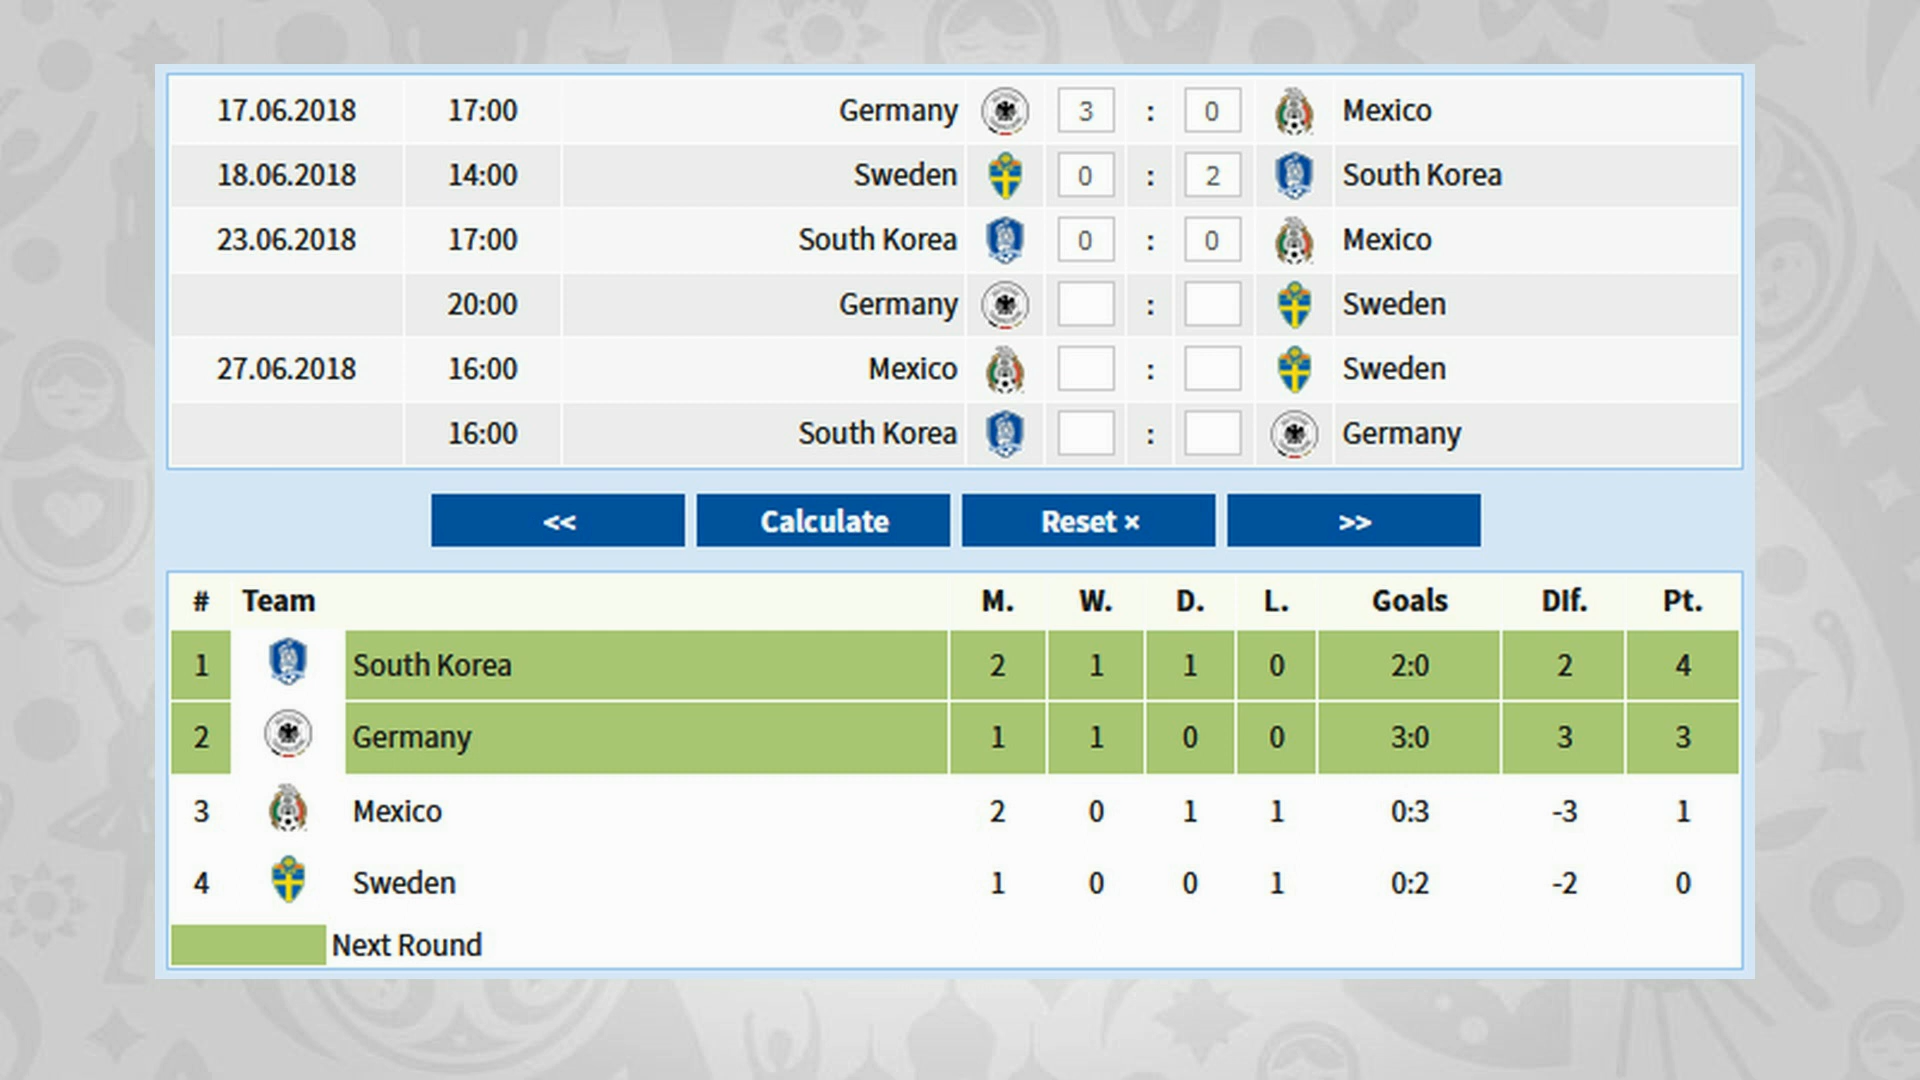 17.06.2018 17:00 Germany 3 : 0 Mexico
18.06.2018 14:00 Sweden 0 : 2 South Korea
23.06.2018 17:00 South Korea 0 : 0 Mexico
20:00 Germany : Sweden
27.06.2018 16:00 Mexico : Sweden
16:00 South Korea : Germany
<< Calculate Reset × >>
# Team M. W. D. L. Goals DIf. Pt.
1 South Korea 2 1 1 0 2:0 2 4
2 Germany 1 1 0 0 3:0 3 3
3 Mexico 2 0 1 1 0:3 -3 1
4 Sweden 1 0 0 1 0:2 -2 0
Next Round